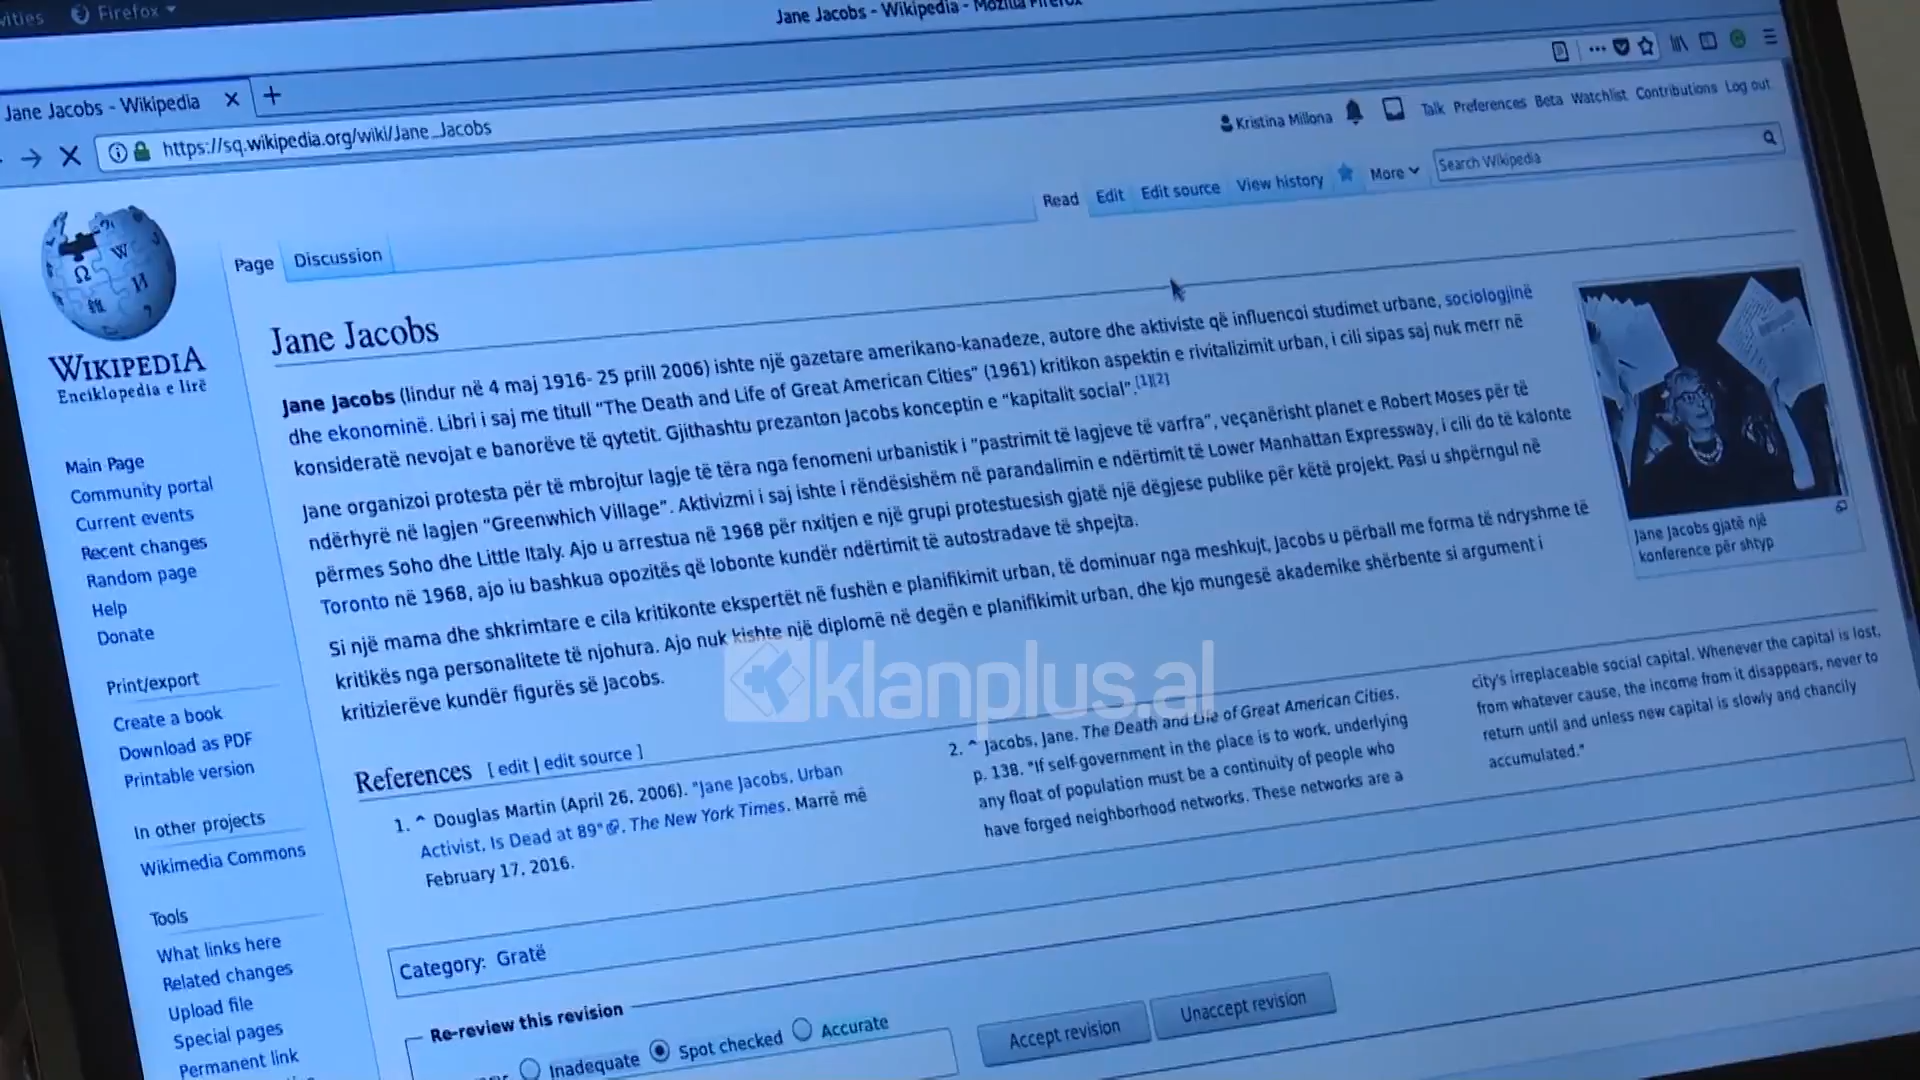 Firefox
Jane Jacobs - Wikipedia - Mozilla Firefox
Jane Jacobs - Wikipedia
https://sq.wikipedia.org/wiki/Jane_Jacobs
Kristina Millona Talk Preferences Beta Watchlist Contributions Log out
Page Discussion
Read Edit Edit source View history More
Search Wikipedia
WIKIPEDIA
Enciklopedia e lirë
Main Page
Community portal
Current events
Recent changes
Random page
Help
Donate
Print/export
Create a book
Download as PDF
Printable version
In other projects
Wikimedia Commons
Tools
What links here
Related changes
Upload file
Special pages
Permanent link
Jane Jacobs
Jane Jacobs (lindur në 4 maj 1916- 25 prill 2006) ishte një gazetare amerikano-kanadeze, autore dhe aktiviste që influencoi studimet urbane, sociologjinë
dhe ekonominë. Libri i saj me titull "The Death and Life of Great American Cities" (1961) kritikon aspektin e rivitalizimit urban, i cili sipas saj nuk merr në
konsideratë nevojat e banorëve të qytetit. Gjithashtu prezanton Jacobs konceptin e "kapitalit social".[1][2]
Jane organizoi protesta për të mbrojtur lagje të tëra nga fenomeni urbanistik i "pastrimit të lagjeve të varfra", veçanërisht planet e Robert Moses për të
ndërhyrë në lagjen "Greenwhich Village". Aktivizmi i saj ishte i rëndësishëm në parandalimin e ndërtimit të Lower Manhattan Expressway, i cili do të kalonte
përmes Soho dhe Little Italy. Ajo u arrestua në 1968 për nxitjen e një grupi protestuesish gjatë një dëgjese publike për këtë projekt. Pasi u shpërngul në
Toronto në 1968, ajo iu bashkua opozitës që lobonte kundër ndërtimit të autostradave të shpejta.
Si një mama dhe shkrimtare e cila kritikonte ekspertët në fushën e planifikimit urban, të dominuar nga meshkujt, Jacobs u përball me forma të ndryshme të
kritikës nga personalitete të njohura. Ajo nuk kishte një diplomë në degën e planifikimit urban, dhe kjo mungesë akademike shërbente si argument i
kritizierëve kundër figurës së Jacobs.
Jane Jacobs gjatë një
konference për shtyp
klanplus.al
References [ edit | edit source ]
1. ^ Douglas Martin (April 26, 2006). "Jane Jacobs, Urban
Activist, Is Dead at 89". The New York Times. Marrë më
February 17, 2016.
2. ^ Jacobs, Jane. The Death and Life of Great American Cities.
p. 138. "If self-government in the place is to work, underlying
any float of population must be a continuity of people who
have forged neighborhood networks. These networks are a
city's irreplaceable social capital. Whenever the capital is lost,
from whatever cause, the income from it disappears, never to
return until and unless new capital is slowly and chancily
accumulated."
Category: Gratë
Re-review this revision
Inadequate Spot checked Accurate
Accept revision Unaccept revision